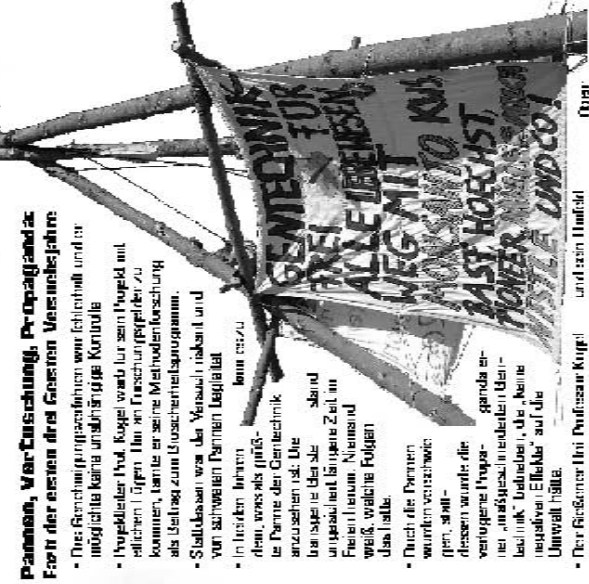 Pannen, Vertuschung, Propaganda:
Fazit der ersten drei Gersten-Versuchsjahre
• Das Genehmigungsverfahren war fehlerhaft und er-
möglichte keine unabhängige Kontrolle
• Projektleiter Prof. Kogel warb für sein Projekt mit
etlichen Lügen. Um an Forschungsgelder zu
kommen, tarnte er seine Methodenforschung
als Beitrag zum Biosicherheitsprogramm.
• Stattdessen war der Versuch riskant und
von schweren Pannen begleitet
• In beiden Jahren kam es zu
dem, was als größ-
te Panne der Gentechnik
anzusehen ist: Die
transgene Gerste stand
ungesichert längere Zeit im
Freien herum. Niemand
weiß, welche Folgen
das hatte.
• Doch die Pannen
wurden verschwie-
gen, statt-
dessen wurde die
verlogene Propa- ganda ei-
ner „maßgeschneiderten Gen-
technik" betrieben, die „keine
negativen Effekte" auf die
Umwelt hätte.
• Der Gießener Uni-Professor Kogel und sein Umfeld
GENTECHNIK
FREI FÜR
ALLE LEBEWESEN
WEG MIT
MONSANTO KWS
BASF HOECHST,
PIONEER
NESTLE UND CO!